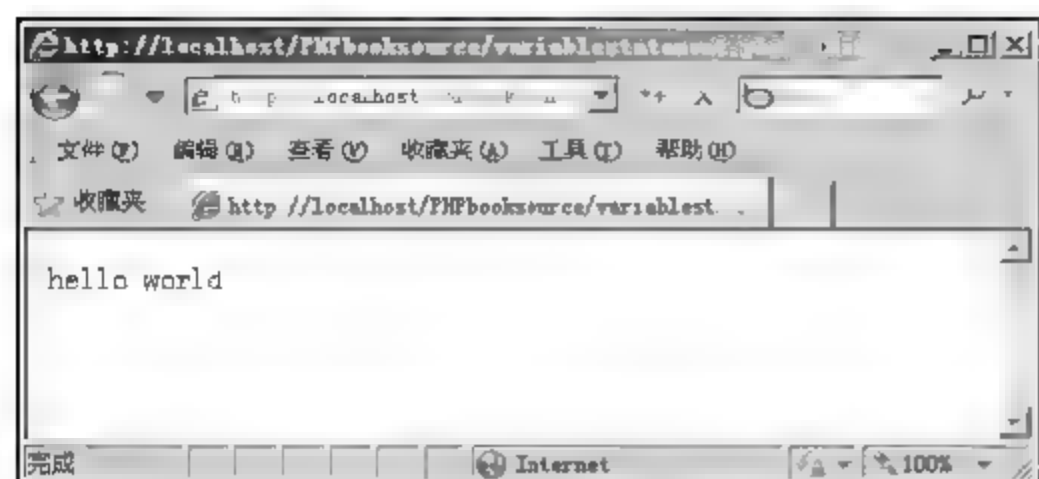 http://localhost/PHPbooksource/variablestatem
localhost
文件(F) 编辑(E) 查看(V) 收藏夹(A) 工具(T) 帮助(H)
收藏夹 http //localhost/PHPbooksource/variablest...
hello world
完成 Internet 100%